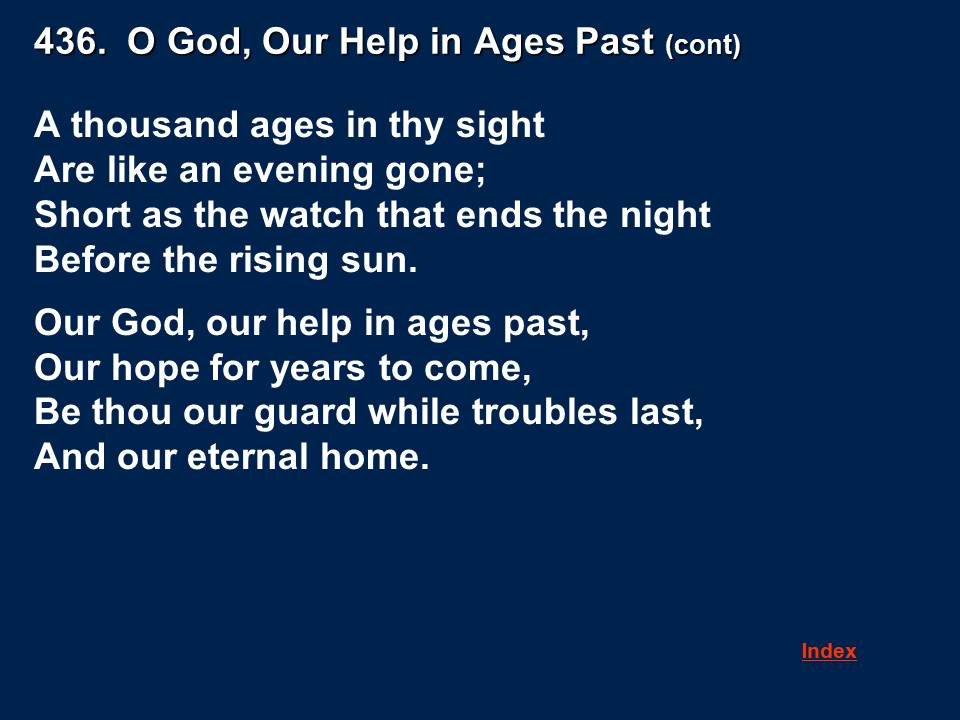 436.  O God, Our Help in Ages Past (cont)
A thousand ages in thy sight
Are like an evening gone;
Short as the watch that ends the night
Before the rising sun.
Our God, our help in ages past,
Our hope for years to come,
Be thou our guard while troubles last,
And our eternal home.
Index